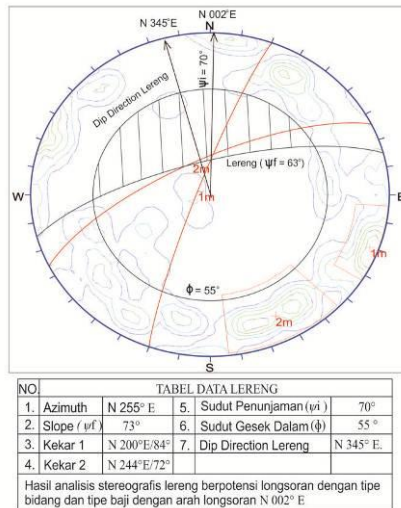 N 345°E
N 002°E
N
Dip Direction Lereng
ψi = 70°
Lereng ( ψf = 63°)
2m
1m
W
E
1m
2m
ϕ = 55°
S
NO. TABEL DATA LERENG
1. Azimuth N 255° E 5. Sudut Penunjaman (ψi) 70°
2. Slope (ψf) 73° 6. Sudut Gesek Dalam (ϕ) 55 °
3. Kekar 1 N 200°E/84° 7. Dip Direction Lereng N 345° E.
4. Kekar 2 N 244°E/72°
Hasil analisis stereografis lereng berpotensi longsoran dengan tipe
bidang dan tipe baji dengan arah longsoran N 002° E